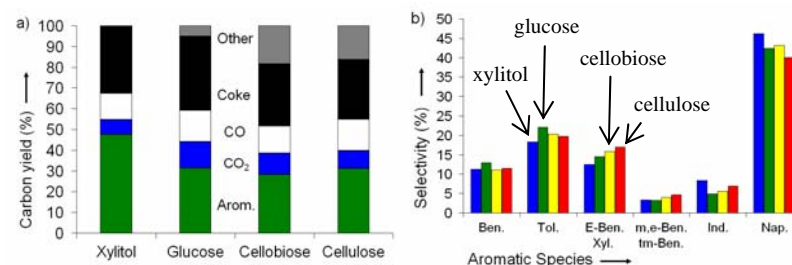 a)
Carbon yield (%)
100
90
80
70
60
50
40
30
20
10
0
Other
Coke
CO
CO₂
Arom.
Xylitol Glucose Cellobiose Cellulose
b)
Selectivity (%)
50
45
40
35
30
25
20
15
10
5
0
glucose
xylitol
cellobiose
cellulose
Ben. Tol. E-Ben. m,e-Ben. Ind. Nap.
Xyl. tm-Ben.
Aromatic Species